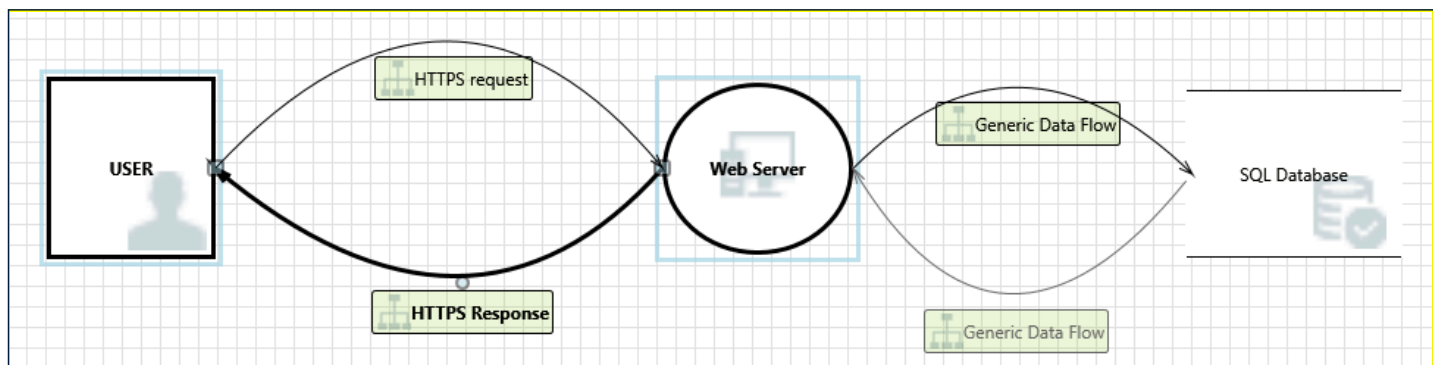 HTTPS request
Generic Data Flow
USER
Web Server
SQL Database
HTTPS Response
Generic Data Flow